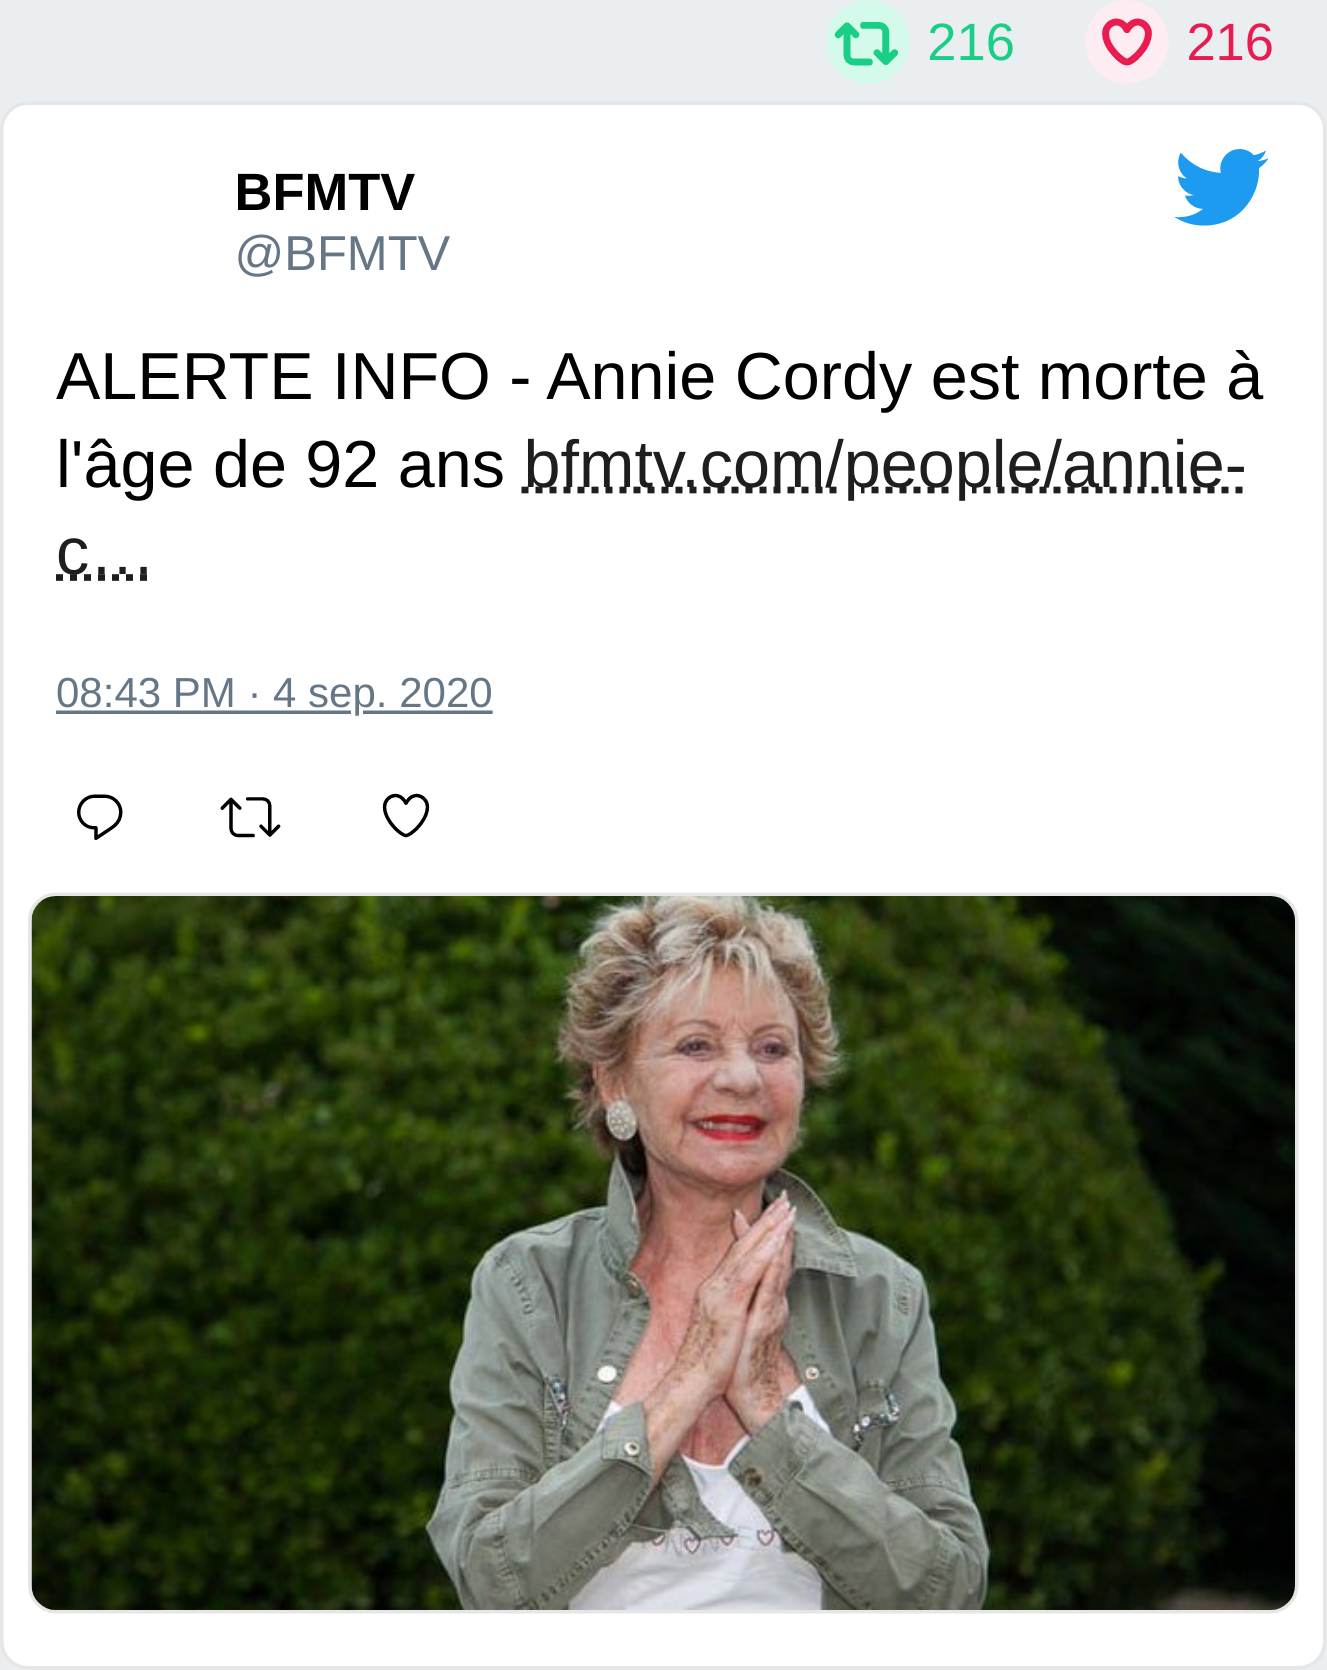 216 216
BFMTV
@BFMTV
ALERTE INFO - Annie Cordy est morte à
l'âge de 92 ans bfmtv.com/people/annie-
c...
08:43 PM · 4 sep. 2020